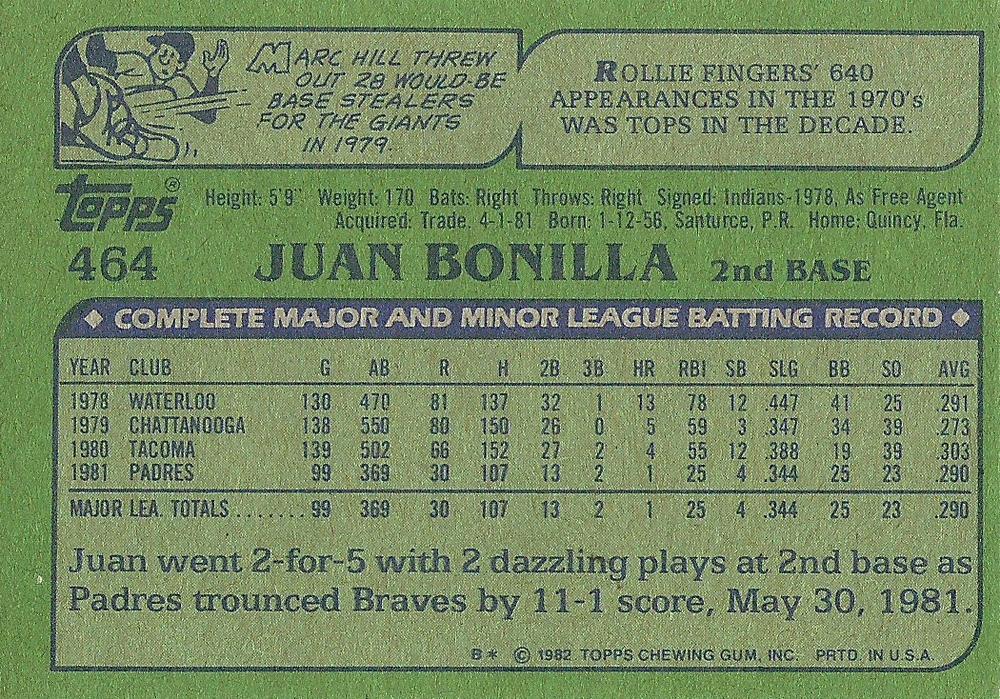 MARC HILL THREW
OUT 28 WOULD-BE
BASE STEALERS
FOR THE GIANTS
IN 1979.
ROLLIE FINGERS' 640
APPEARANCES IN THE 1970's
WAS TOPS IN THE DECADE.
Topps®
Height: 5'9" Weight: 170 Bats: Right Throws: Right Signed: Indians-1978, As Free Agent
Acquired: Trade, 4-1-81 Born: 1-12-56, Santurce, P.R. Home: Quincy, Fla.
464 JUAN BONILLA 2nd BASE
◆ COMPLETE MAJOR AND MINOR LEAGUE BATTING RECORD ◆
YEAR CLUB G AB R H 2B 3B HR RBI SB SLG BB SO AVG
1978 WATERLOO 130 470 81 137 32 1 13 78 12 .447 41 25 .291
1979 CHATTANOOGA 138 550 80 150 26 0 5 59 3 .347 34 39 .273
1980 TACOMA 139 502 66 152 27 2 4 55 12 .388 19 39 .303
1981 PADRES 99 369 30 107 13 2 1 25 4 .344 25 23 .290
MAJOR LEA. TOTALS....... 99 369 30 107 13 2 1 25 4 .344 25 23 .290
Juan went 2-for-5 with 2 dazzling plays at 2nd base as
Padres trounced Braves by 11-1 score, May 30, 1981.
B* © 1982 TOPPS CHEWING GUM, INC. PRTD. IN U.S.A.